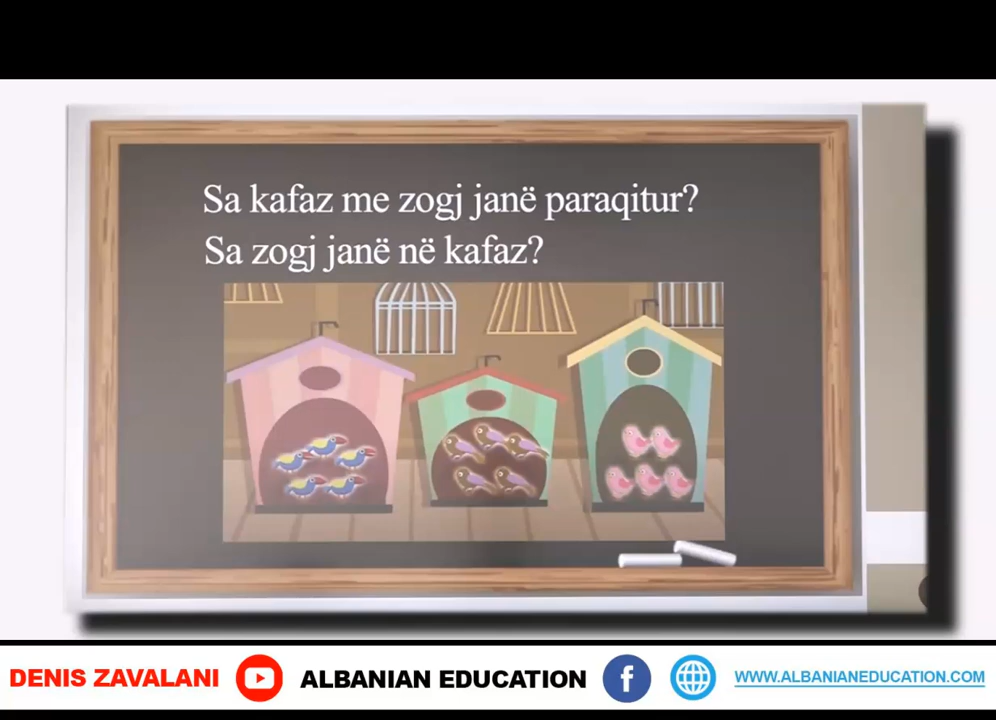 Sa kafaz me zogj janë paraqitur?
Sa zogj janë në kafaz?
DENIS ZAVALANI
ALBANIAN EDUCATION
f
WWW.ALBANIANEDUCATION.COM